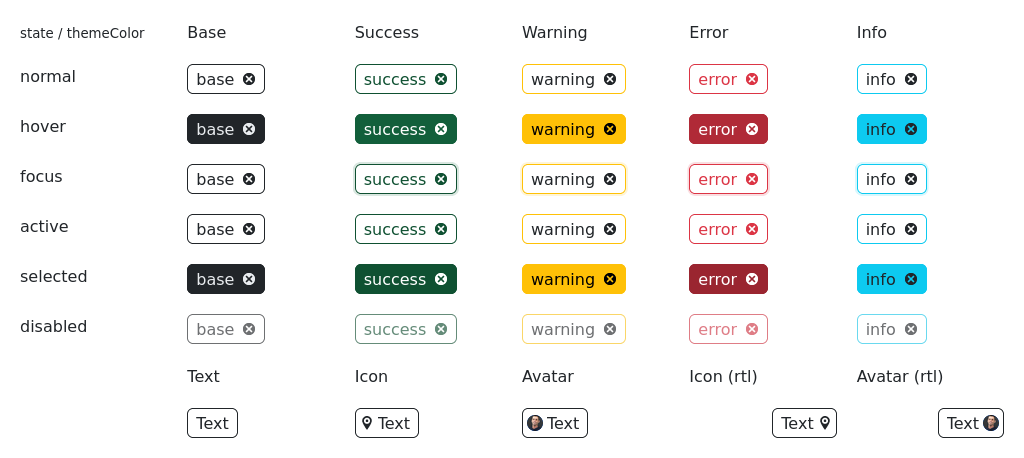 state / themeColor Base Success Warning Error Info
normal base success warning error info
hover base success warning error info
focus base success warning error info
active base success warning error info
selected base success warning error info
disabled base success warning error info
Text Icon Avatar Icon (rtl) Avatar (rtl)
Text Text Text Text Text